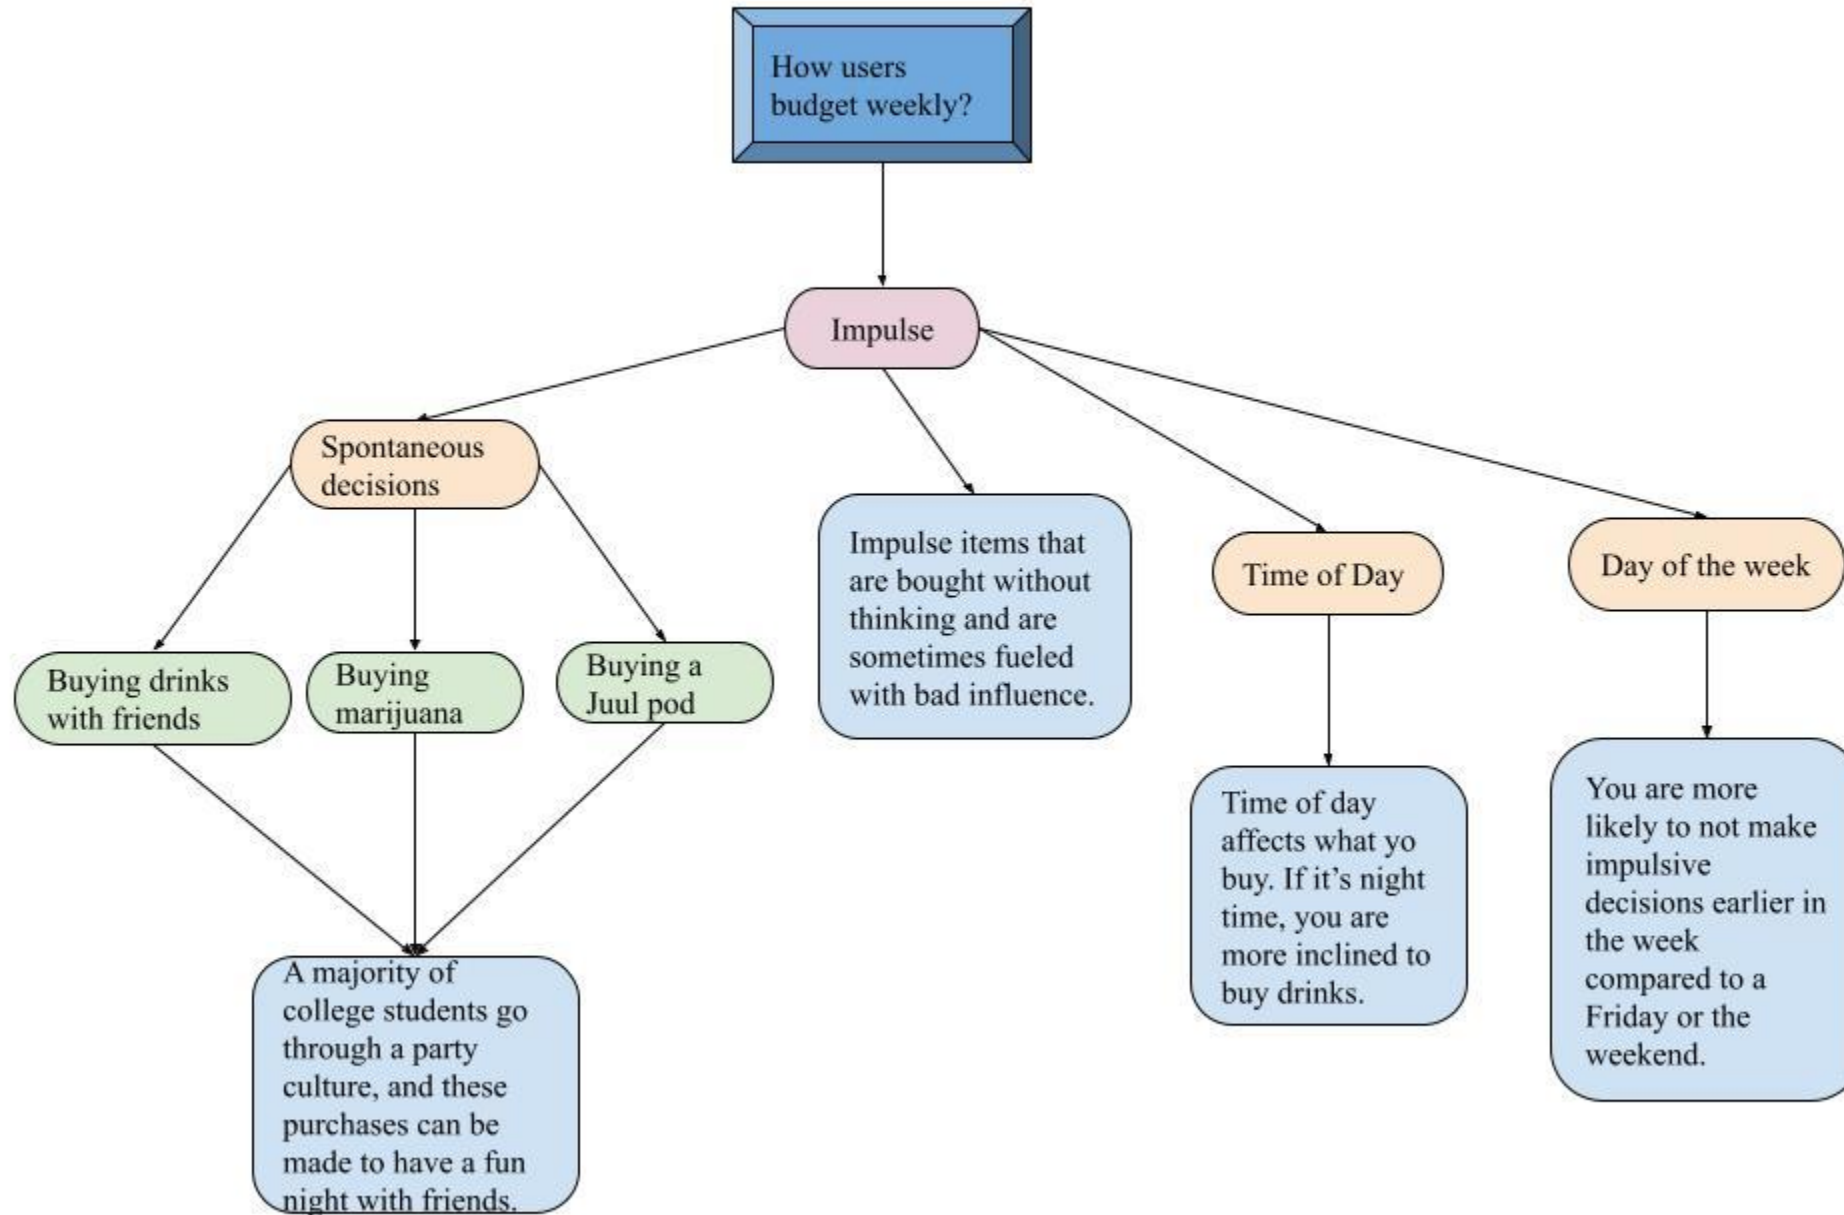 How users
budget weekly?
Impulse
Spontaneous
decisions
Buying drinks
with friends
Buying
marijuana
Buying a
Juul pod
A majority of
college students go
through a party
culture, and these
purchases can be
made to have a fun
night with friends.
Impulse items that
are bought without
thinking and are
sometimes fueled
with bad influence.
Time of Day
Time of day
affects what yo
buy. If it’s night
time, you are
more inclined to
buy drinks.
Day of the week
You are more
likely to not make
impulsive
decisions earlier in
the week
compared to a
Friday or the
weekend.